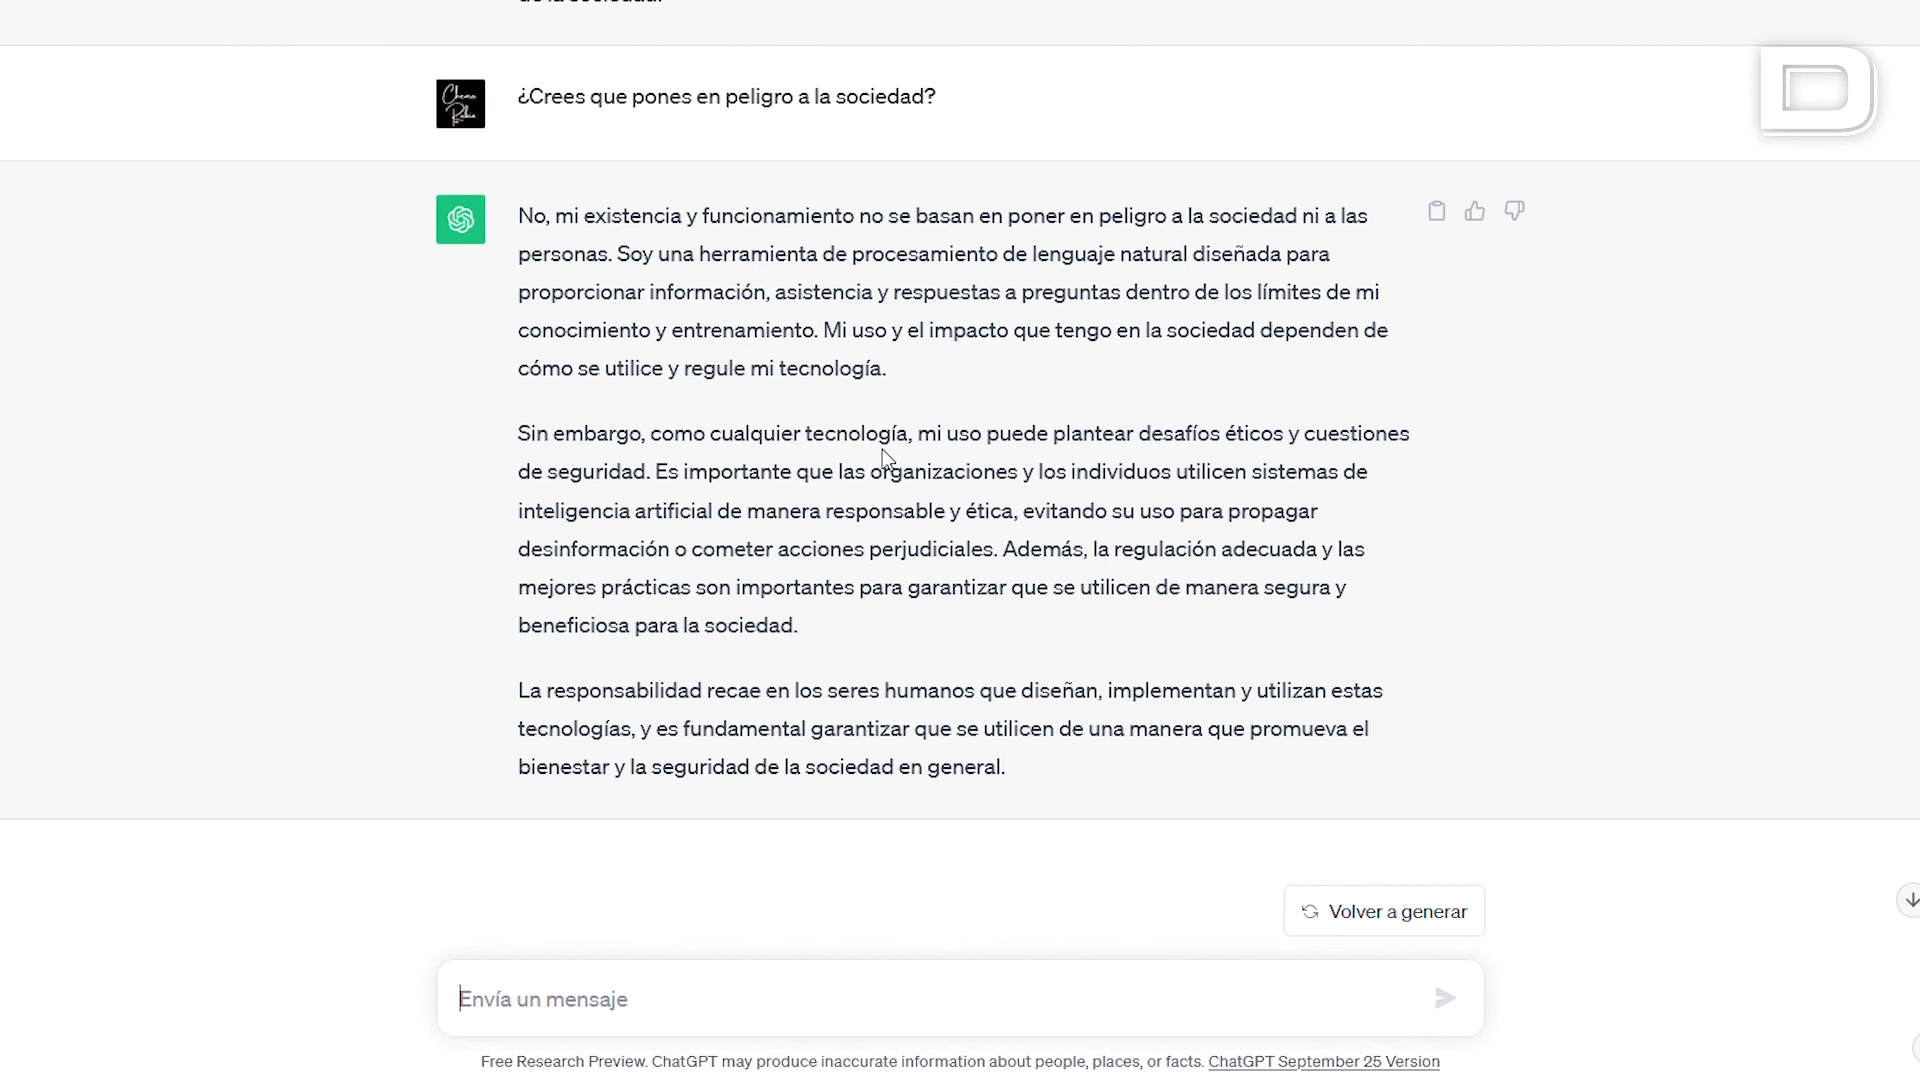 ¿Crees que pones en peligro a la sociedad?
Chema
Rubio
D
No, mi existencia y funcionamiento no se basan en poner en peligro a la sociedad ni a las
personas. Soy una herramienta de procesamiento de lenguaje natural diseñada para
proporcionar información, asistencia y respuestas a preguntas dentro de los límites de mi
conocimiento y entrenamiento. Mi uso y el impacto que tengo en la sociedad dependen de
cómo se utilice y regule mi tecnología.
Sin embargo, como cualquier tecnología, mi uso puede plantear desafíos éticos y cuestiones
de seguridad. Es importante que las organizaciones y los individuos utilicen sistemas de
inteligencia artificial de manera responsable y ética, evitando su uso para propagar
desinformación o cometer acciones perjudiciales. Además, la regulación adecuada y las
mejores prácticas son importantes para garantizar que se utilicen de manera segura y
beneficiosa para la sociedad.
La responsabilidad recae en los seres humanos que diseñan, implementan y utilizan estas
tecnologías, y es fundamental garantizar que se utilicen de una manera que promueva el
bienestar y la seguridad de la sociedad en general.
Volver a generar
Envía un mensaje
Free Research Preview. ChatGPT may produce inaccurate information about people, places, or facts. ChatGPT September 25 Version